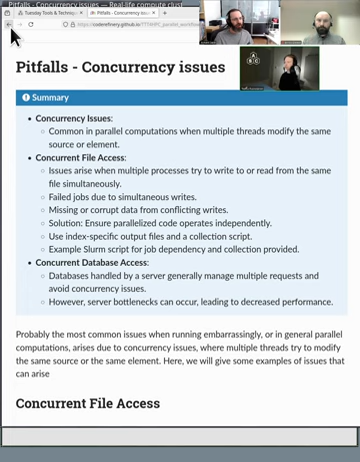 Pitfalls - Concurrency issues — Real-life compute clust
Tuesday Tools & Techniq
Pitfalls - Concurrency issu
https://coderefinery.github.io/TTT4HPC_parallel_workflow
Pitfalls - Concurrency issues
Summary
Concurrency Issues:
Common in parallel computations when multiple threads modify the same
source or element.
Concurrent File Access:
Issues arise when multiple processes try to write to or read from the same
file simultaneously.
Failed jobs due to simultaneous writes.
Missing or corrupt data from conflicting writes.
Solution: Ensure parallelized code operates independently.
Use index-specific output files and a collection script.
Example Slurm script for job dependency and collection provided.
Concurrent Database Access:
Databases handled by a server generally manage multiple requests and
avoid concurrency issues.
However, server bottlenecks can occur, leading to decreased performance.
Probably the most common issues when running embarrassingly, or in general parallel
computations, arises due to concurrency issues, where multiple threads try to modify
the same source or the same element. Here, we will give some examples of issues that
can arise
Concurrent File Access